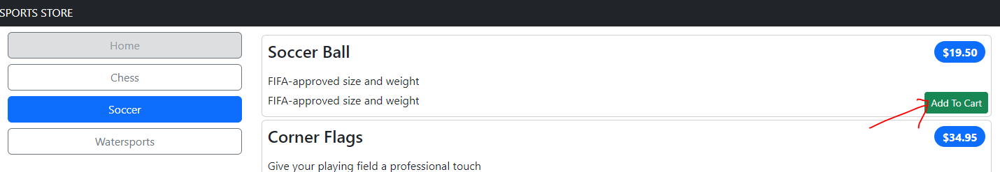 SPORTS STORE
Home
Chess
Soccer
Watersports
Soccer Ball $19.50
FIFA-approved size and weight
FIFA-approved size and weight Add To Cart
Corner Flags $34.95
Give your playing field a professional touch